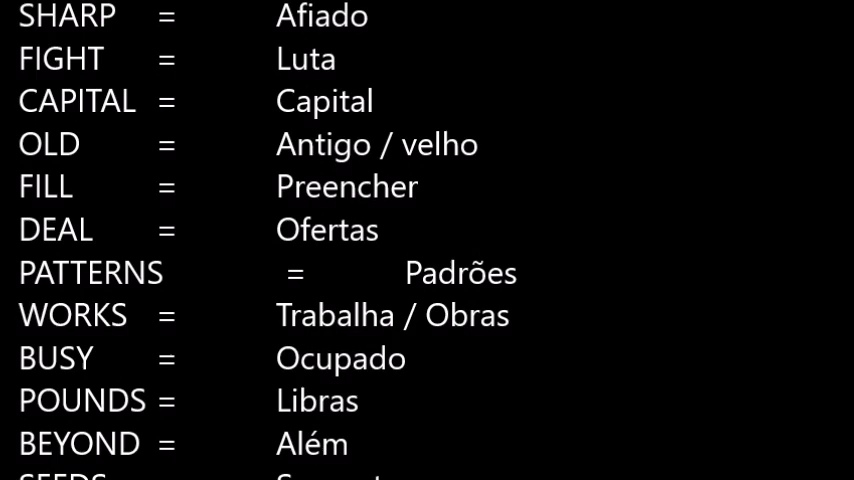 SHARP = Afiado
FIGHT = Luta
CAPITAL = Capital
OLD = Antigo / velho
FILL = Preencher
DEAL = Ofertas
PATTERNS = Padrões
WORKS = Trabalha / Obras
BUSY = Ocupado
POUNDS = Libras
BEYOND = Além